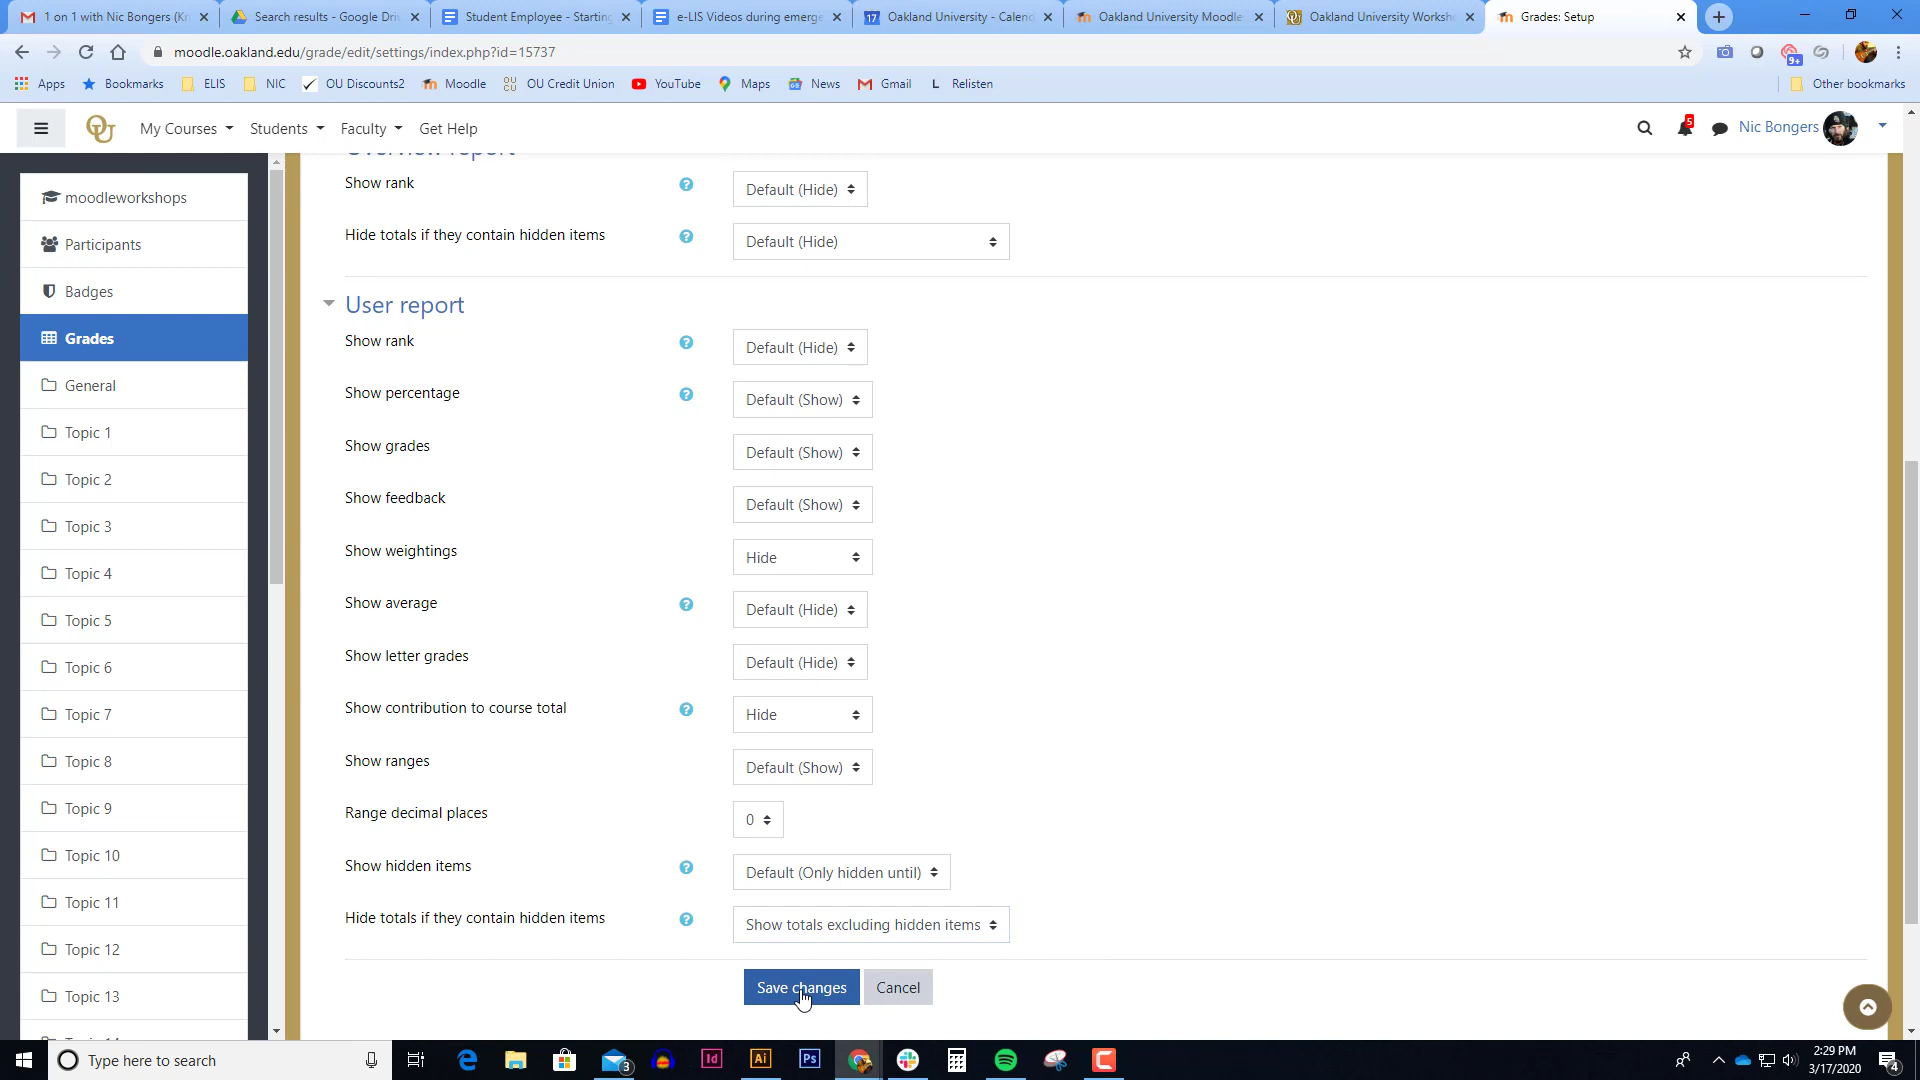 1 on 1 with Nic Bongers (Kr
Search results - Google Dri
Student Employee - Starting
e-LIS Videos during emerge
Oakland University - Calenc
Oakland University Moodle
Oakland University Worksh
Grades: Setup
moodle.oakland.edu/grade/edit/settings/index.php?id=15737
9+
Apps
Bookmarks
ELIS
NIC
OU Discounts2
Moodle
OU Credit Union
YouTube
Maps
News
Gmail
L Relisten
Other bookmarks
My Courses
Students
Faculty
Get Help
5
Nic Bongers
moodleworkshops
Participants
Badges
Grades
General
Topic 1
Topic 2
Topic 3
Topic 4
Topic 5
Topic 6
Topic 7
Topic 8
Topic 9
Topic 10
Topic 11
Topic 12
Topic 13
Overview report
Show rank
Default (Hide)
Hide totals if they contain hidden items
Default (Hide)
User report
Show rank
Default (Hide)
Show percentage
Default (Show)
Show grades
Default (Show)
Show feedback
Default (Show)
Show weightings
Hide
Show average
Default (Hide)
Show letter grades
Default (Hide)
Show contribution to course total
Hide
Show ranges
Default (Show)
Range decimal places
0
Show hidden items
Default (Only hidden until)
Hide totals if they contain hidden items
Show totals excluding hidden items
Save changes
Cancel
Type here to search
3
Id
Ai
Ps
2:29 PM
3/17/2020
4